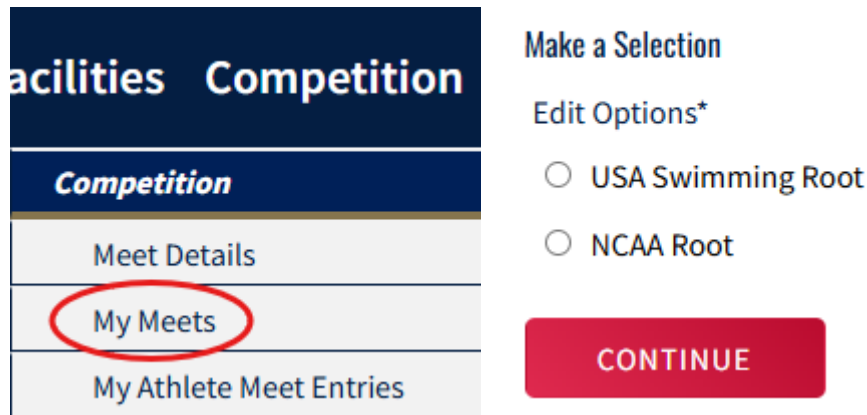 acilities Competition
Competition
Meet Details
My Meets
My Athlete Meet Entries
Make a Selection
Edit Options*
USA Swimming Root
NCAA Root
CONTINUE